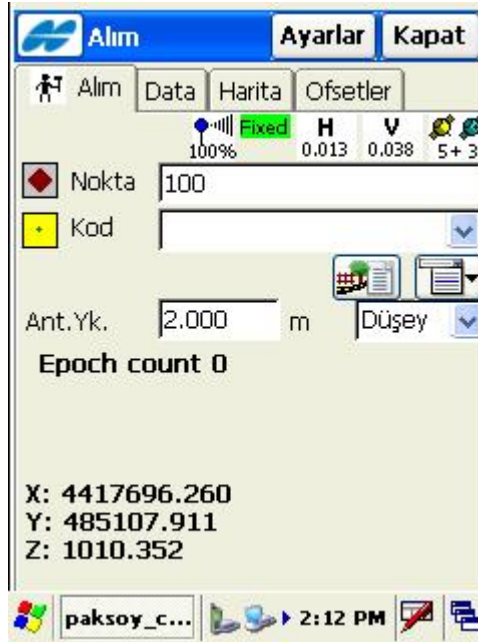 Alım Ayarlar Kapat
Alım Data Harita Ofsetler
Fixed H V
100% 0.013 0.038 5+ 3
Nokta 100
Kod
Ant.Yk. 2.000 m Düşey
Epoch count 0
X: 4417696.260
Y: 485107.911
Z: 1010.352
paksoy_c... 2:12 PM